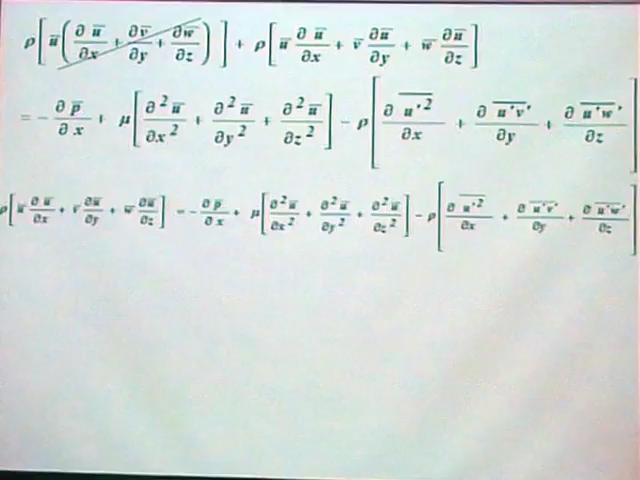 ρ[ū(∂ū/∂x + ∂v̄/∂y + ∂w̄/∂z)] + ρ[ū ∂ū/∂x + v̄ ∂ū/∂y + w̄ ∂ū/∂z]
= - ∂p̄/∂x + μ[∂²ū/∂x² + ∂²ū/∂y² + ∂²ū/∂z²] - ρ[∂u'²‾/∂x + ∂u'v'‾/∂y + ∂u'w'‾/∂z]
ρ[ū ∂ū/∂x + v̄ ∂ū/∂y + w̄ ∂ū/∂z] = - ∂p̄/∂x + μ[∂²ū/∂x² + ∂²ū/∂y² + ∂²ū/∂z²] - ρ[∂u'²‾/∂x + ∂u'v'‾/∂y + ∂u'w'‾/∂z]